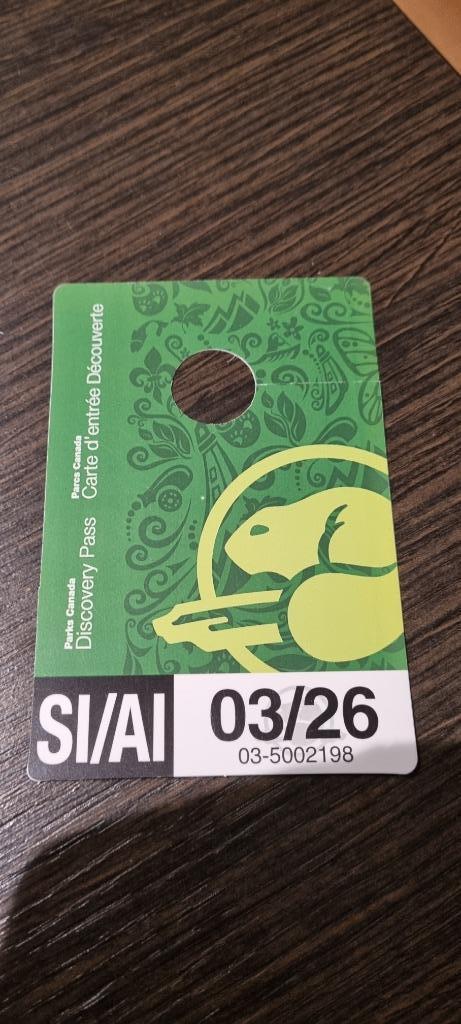 Parks Canada
Discovery Pass
Parcs Canada
Carte d'entrée Découverte
SI/AI
03/26
03-5002198